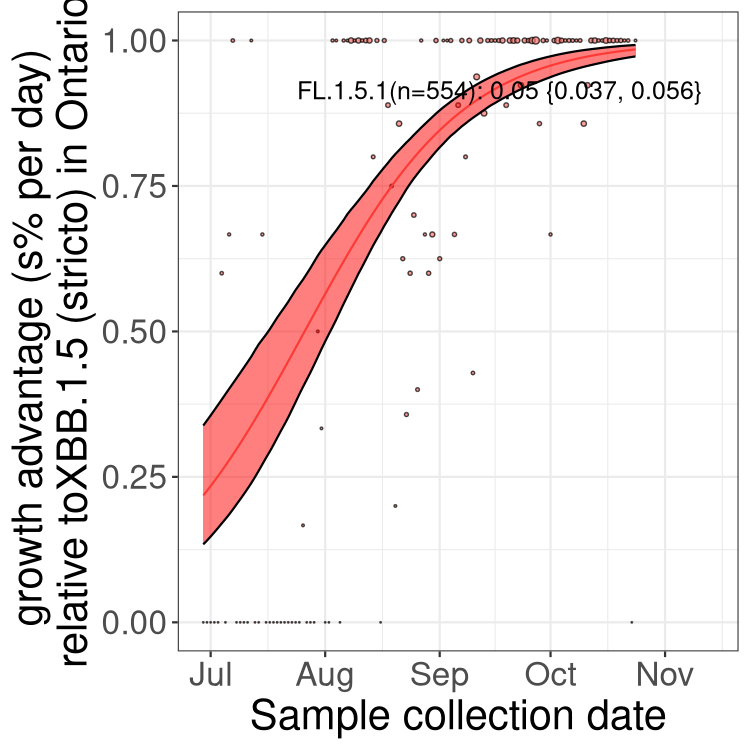 growth advantage (s% per day)
relative toXBB.1.5 (stricto) in Ontario
1.00
0.75
0.50
0.25
0.00
FL.1.5.1(n=554): 0.05 {0.037, 0.056}
Jul Aug Sep Oct Nov
Sample collection date